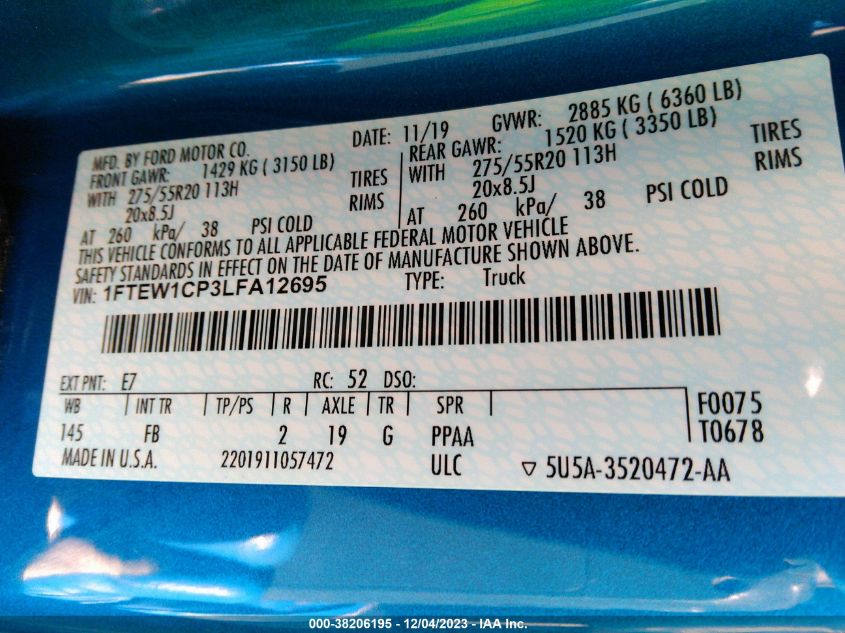 MFD. BY FORD MOTOR CO. DATE: 11/19 GVWR: 2885 KG ( 6360 LB)
FRONT GAWR: 1429 KG ( 3150 LB) REAR GAWR: 1520 KG ( 3350 LB)
WITH 275/55R20 113H TIRES WITH 275/55R20 113H TIRES
20x8.5J RIMS 20x8.5J RIMS
AT 260 kPa/ 38 PSI COLD AT 260 kPa/ 38 PSI COLD
THIS VEHICLE CONFORMS TO ALL APPLICABLE FEDERAL MOTOR VEHICLE
SAFETY STANDARDS IN EFFECT ON THE DATE OF MANUFACTURE SHOWN ABOVE.
VIN: 1FTEW1CP3LFA12695 TYPE: Truck
EXT PNT: E7 RC: 52 DSO:
WB INT TR TP/PS R AXLE TR SPR F0075
145 FB 2 19 G PPAA T0678
MADE IN U.S.A. 2201911057472 ULC ▽ 5U5A-3520472-AA
000-38206195 - 12/04/2023 - IAA Inc.